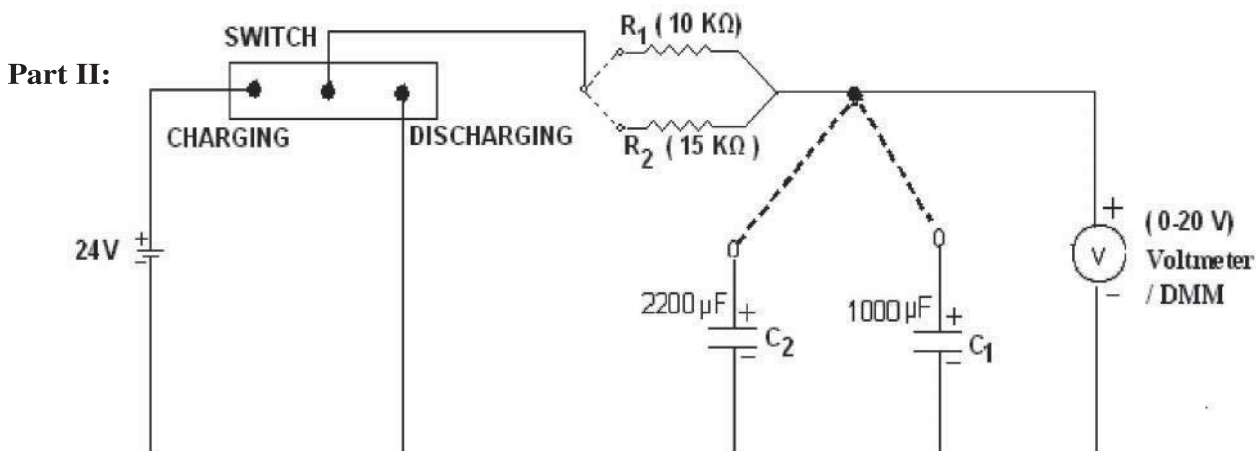 R1 ( 10 KΩ)
SWITCH
Part II:
CHARGING
DISCHARGING
R2 ( 15 KΩ )
24V
+
-
+
( 0-20 V)
V
Voltmeter
-
/ DMM
2200 µF
+
-
C2
1000 µF
+
-
C1